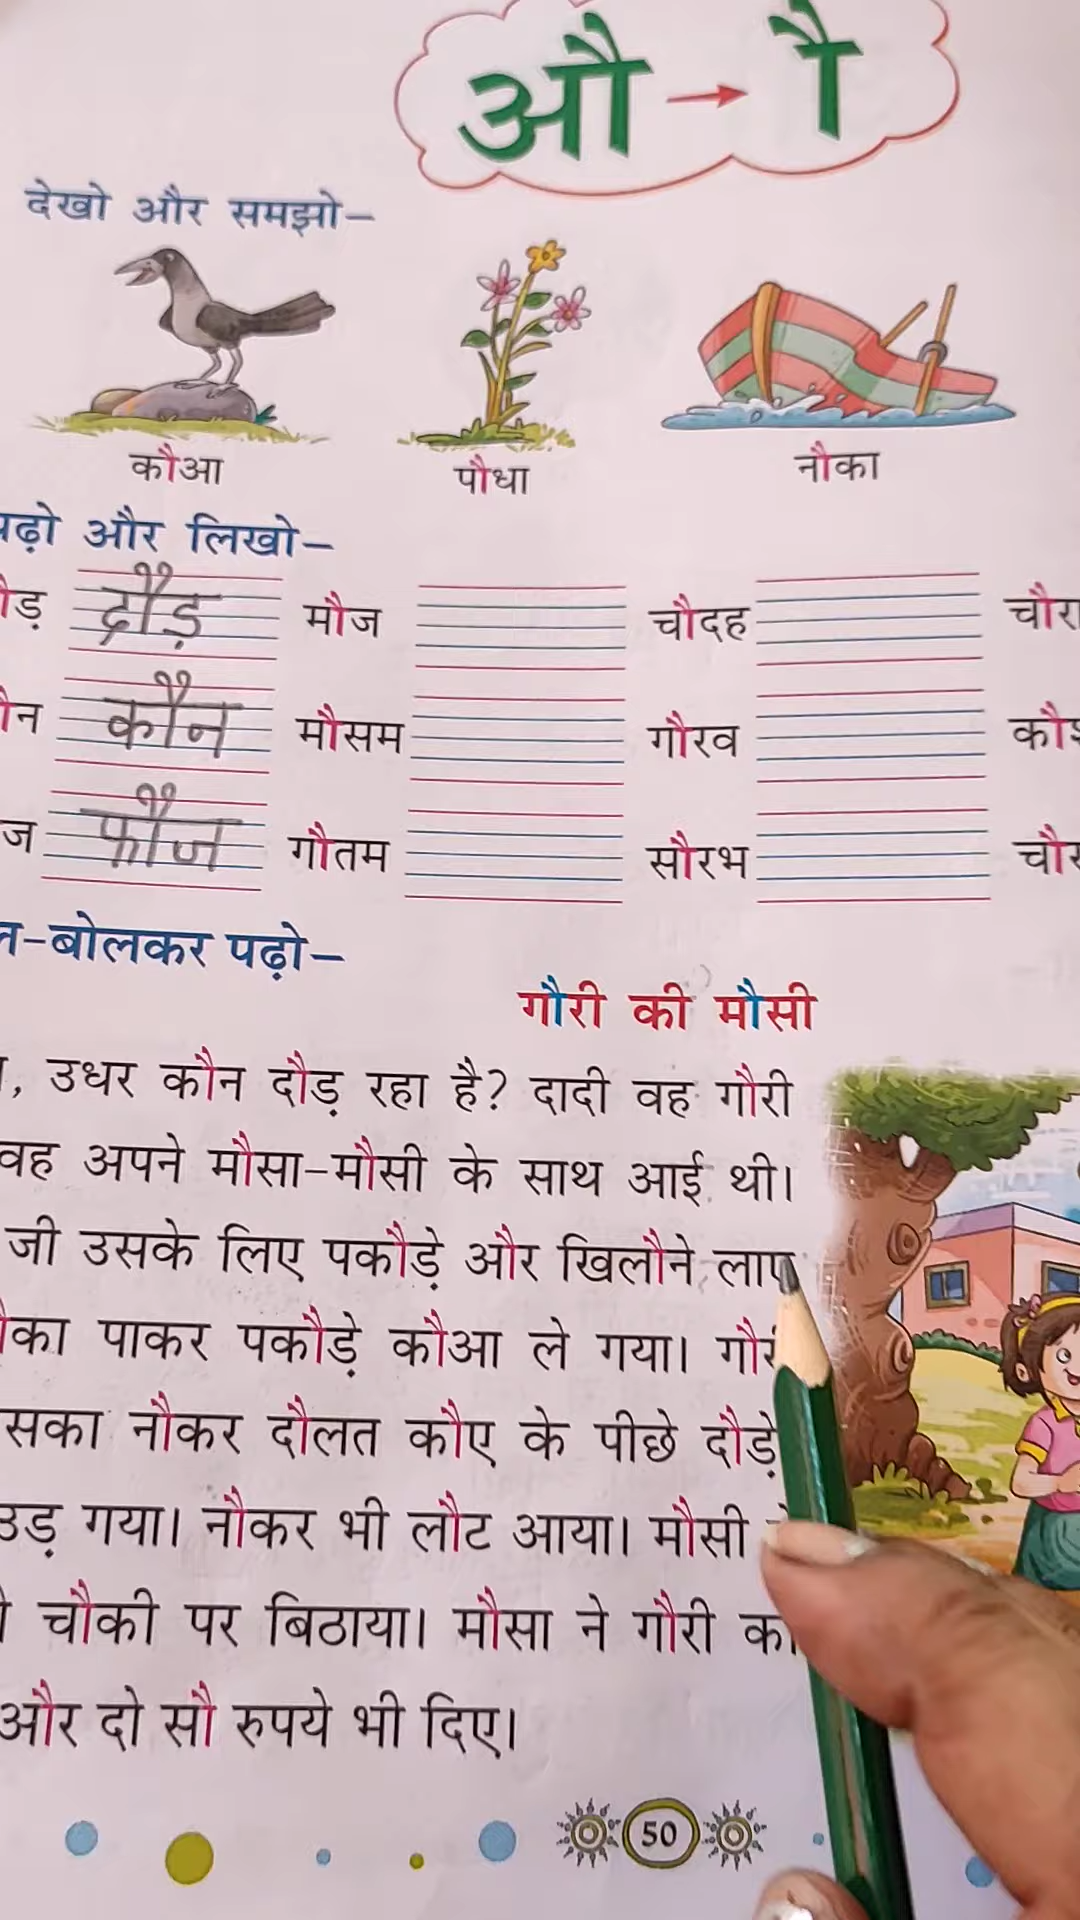 औ → ौ
देखो और समझो–
कौआ पौधा नौका
पढ़ो और लिखो–
दौड़ मौज चौदह
कौन मौसम गौरव
फौज गौतम सौरभ
-बोलकर पढ़ो–
गौरी की मौसी
, उधर कौन दौड़ रहा है? दादी वह गौरी
वह अपने मौसा-मौसी के साथ आई थी।
जी उसके लिए पकौड़े और खिलौने लाए
पाकर पकौड़े कौआ ले गया।
नौकर दौलत कौए के पीछे दौड़े
उड़ गया। नौकर भी लौट आया। मौसी
चौकी पर बिठाया। मौसा ने गौरी
और दो सौ रुपये भी दिए।
50